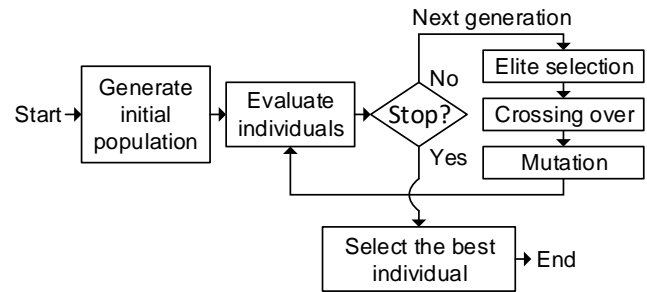 Next generation
Start
Generate
initial
population
Evaluate
individuals
Stop?
No
Yes
Elite selection
Crossing over
Mutation
Select the best
individual
End